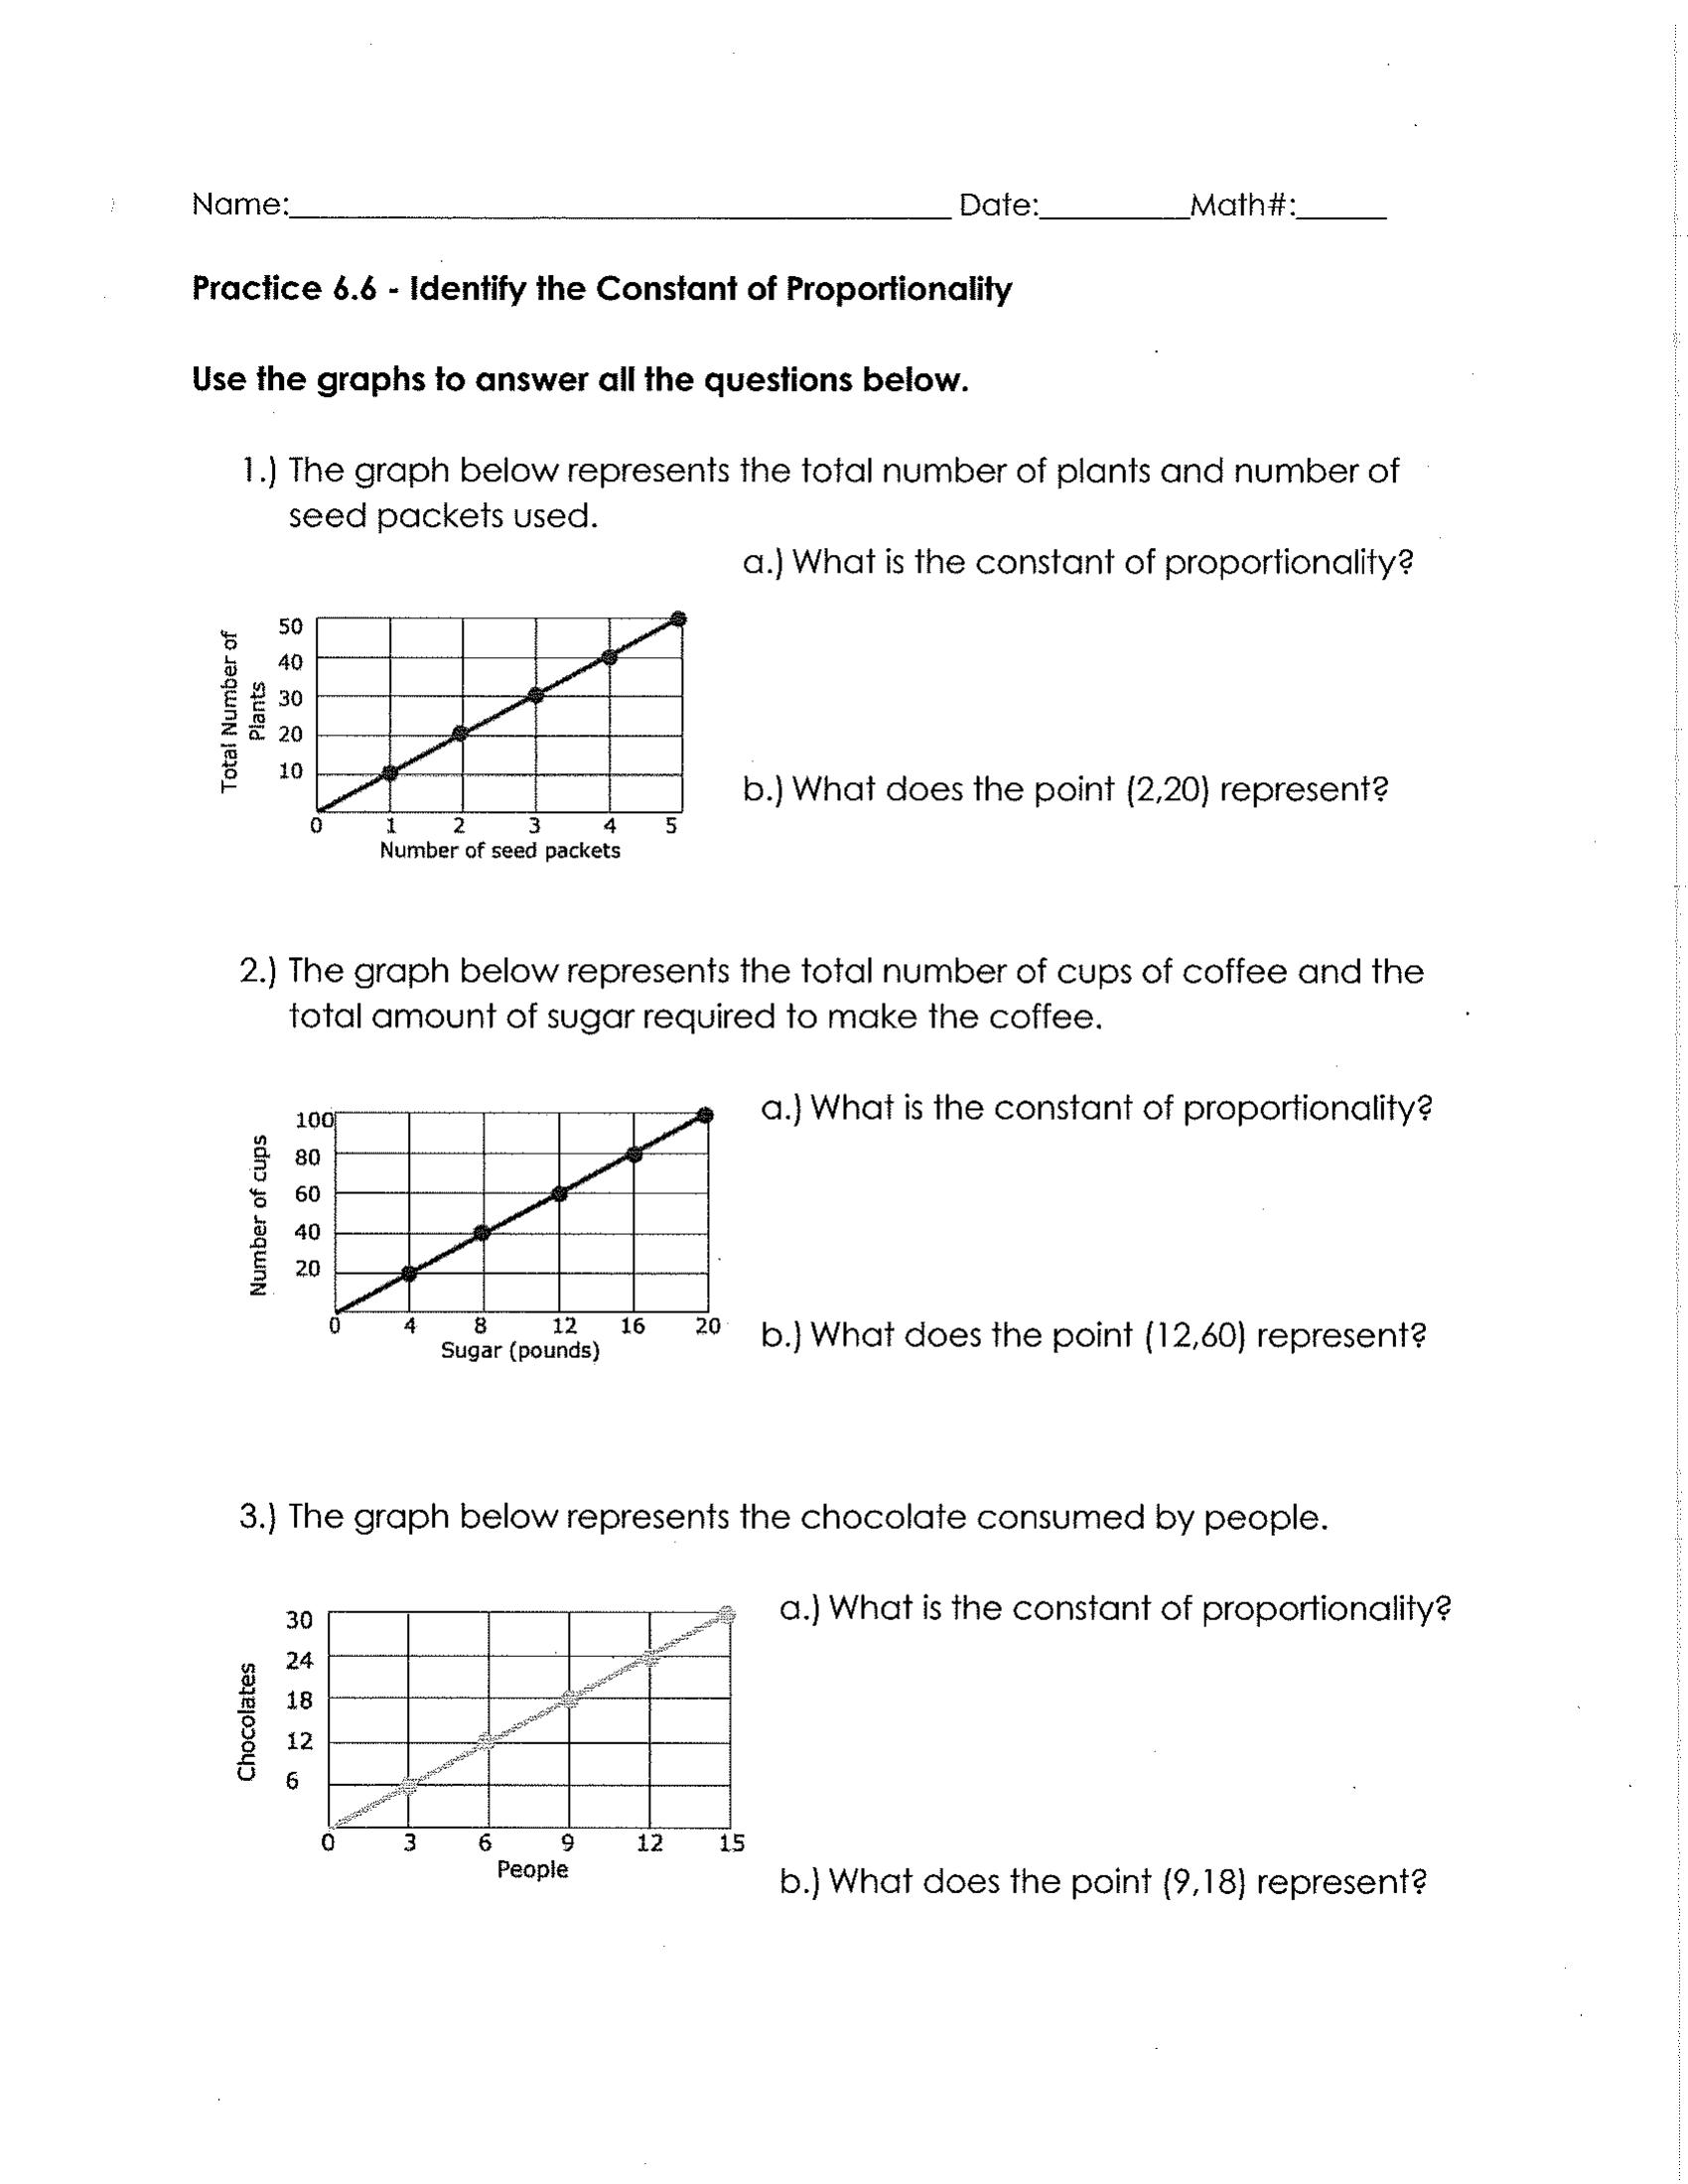 Name:________________________ Date:________Math#:_____
Practice 6.6 - Identify the Constant of Proportionality
Use the graphs to answer all the questions below.
1.) The graph below represents the total number of plants and number of
seed packets used.
a.) What is the constant of proportionality?
Total Number of
Plants
50
40
30
20
10
0 1 2 3 4 5
Number of seed packets
b.) What does the point (2,20) represent?
2.) The graph below represents the total number of cups of coffee and the
total amount of sugar required to make the coffee.
a.) What is the constant of proportionality?
Number of cups
100
80
60
40
20
0 4 8 12 16 20
Sugar (pounds)
b.) What does the point (12,60) represent?
3.) The graph below represents the chocolate consumed by people.
a.) What is the constant of proportionality?
Chocolates
30
24
18
12
6
0 3 6 9 12 15
People
b.) What does the point (9,18) represent?